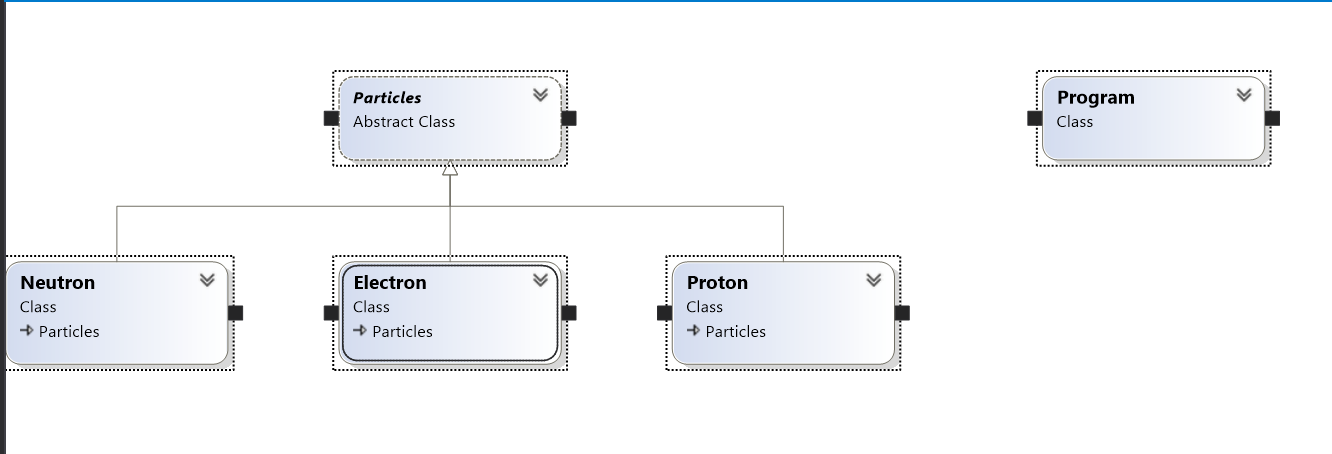 Particles
Abstract Class
Program
Class
Neutron
Class
Particles
Electron
Class
Particles
Proton
Class
Particles